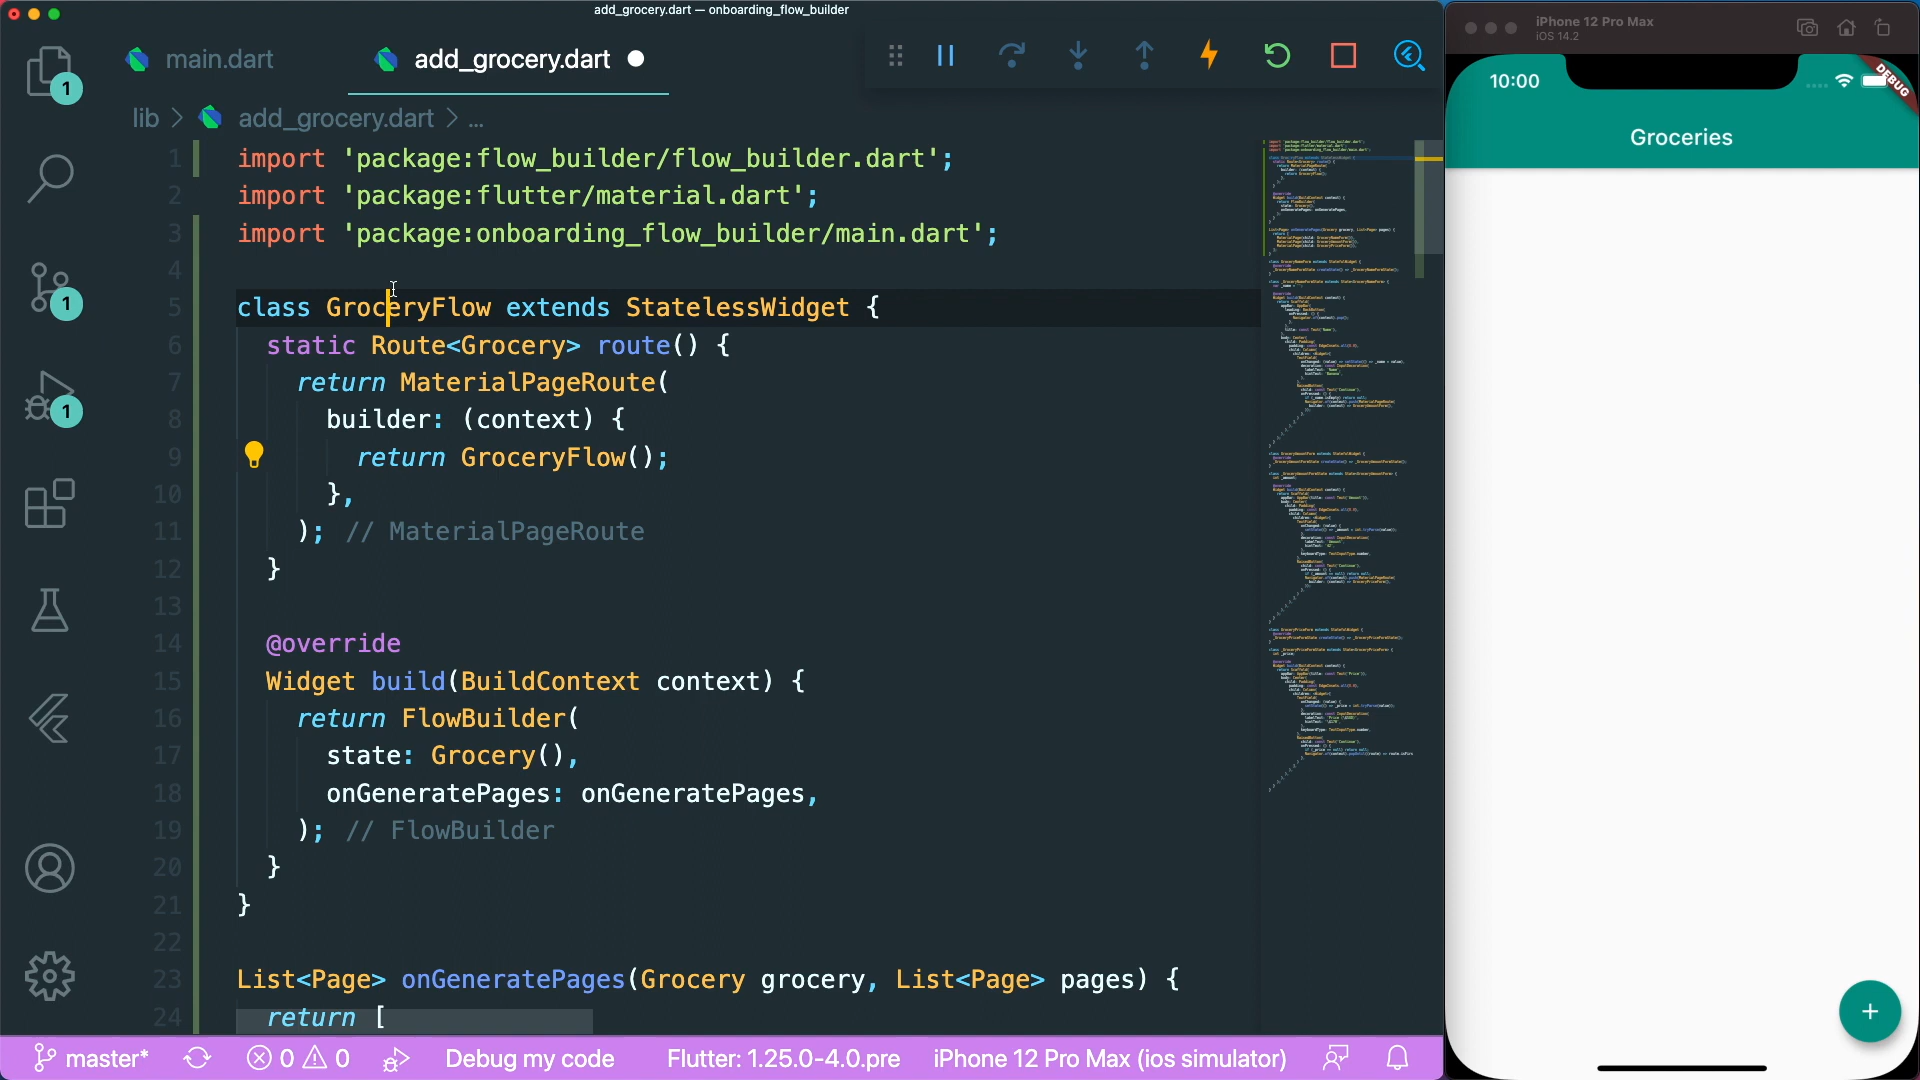 add_grocery.dart — onboarding_flow_builder
main.dart
add_grocery.dart
lib > add_grocery.dart > ...
1 import 'package:flow_builder/flow_builder.dart';
2 import 'package:flutter/material.dart';
3 import 'package:onboarding_flow_builder/main.dart';
4
5 class GroceryFlow extends StatelessWidget {
6 static Route<Grocery> route() {
7 return MaterialPageRoute(
8 builder: (context) {
9 return GroceryFlow();
10 },
11 ); // MaterialPageRoute
12 }
13
14 @override
15 Widget build(BuildContext context) {
16 return FlowBuilder(
17 state: Grocery(),
18 onGeneratePages: onGeneratePages,
19 ); // FlowBuilder
20 }
21 }
22
23 List<Page> onGeneratePages(Grocery grocery, List<Page> pages) {
24 return [
1
1
1
master*
0
0
Debug my code
Flutter: 1.25.0-4.0.pre
iPhone 12 Pro Max (ios simulator)
iPhone 12 Pro Max
iOS 14.2
10:00
DEBUG
Groceries
+